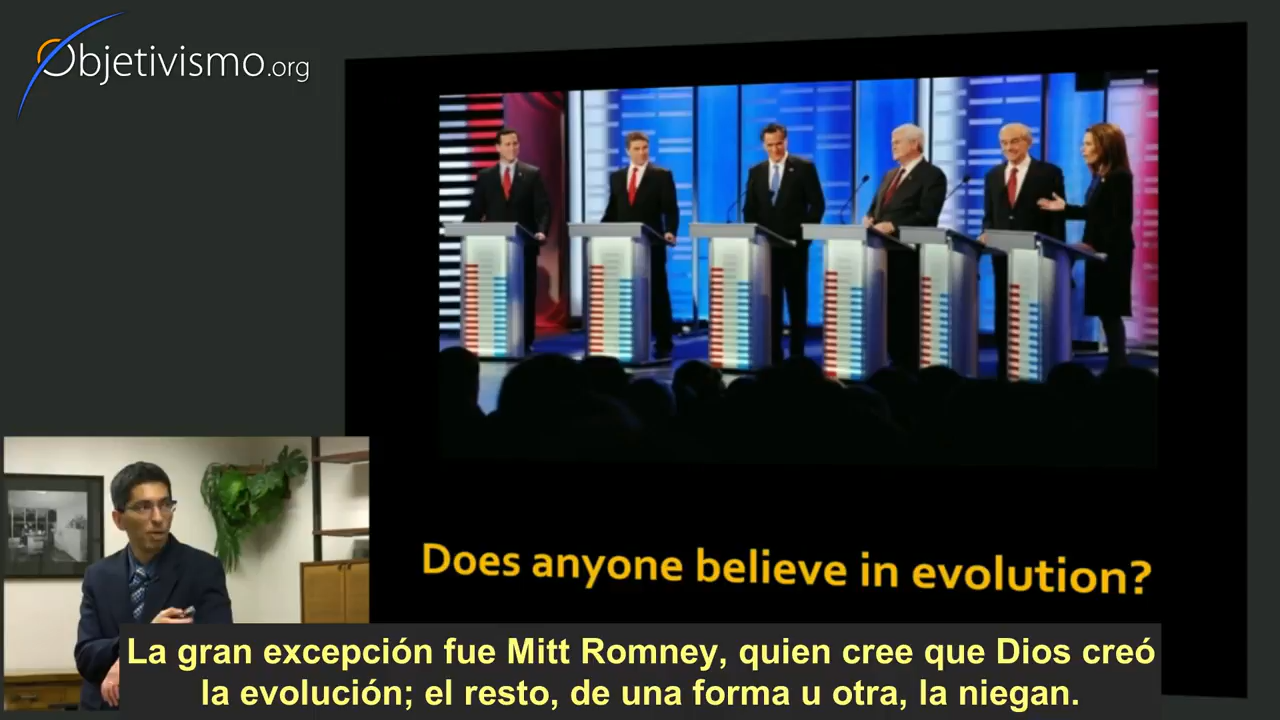 Objetivismo.org
Does anyone believe in evolution?
La gran excepción fue Mitt Romney, quien cree que Dios creó
la evolución; el resto, de una forma u otra, la niegan.